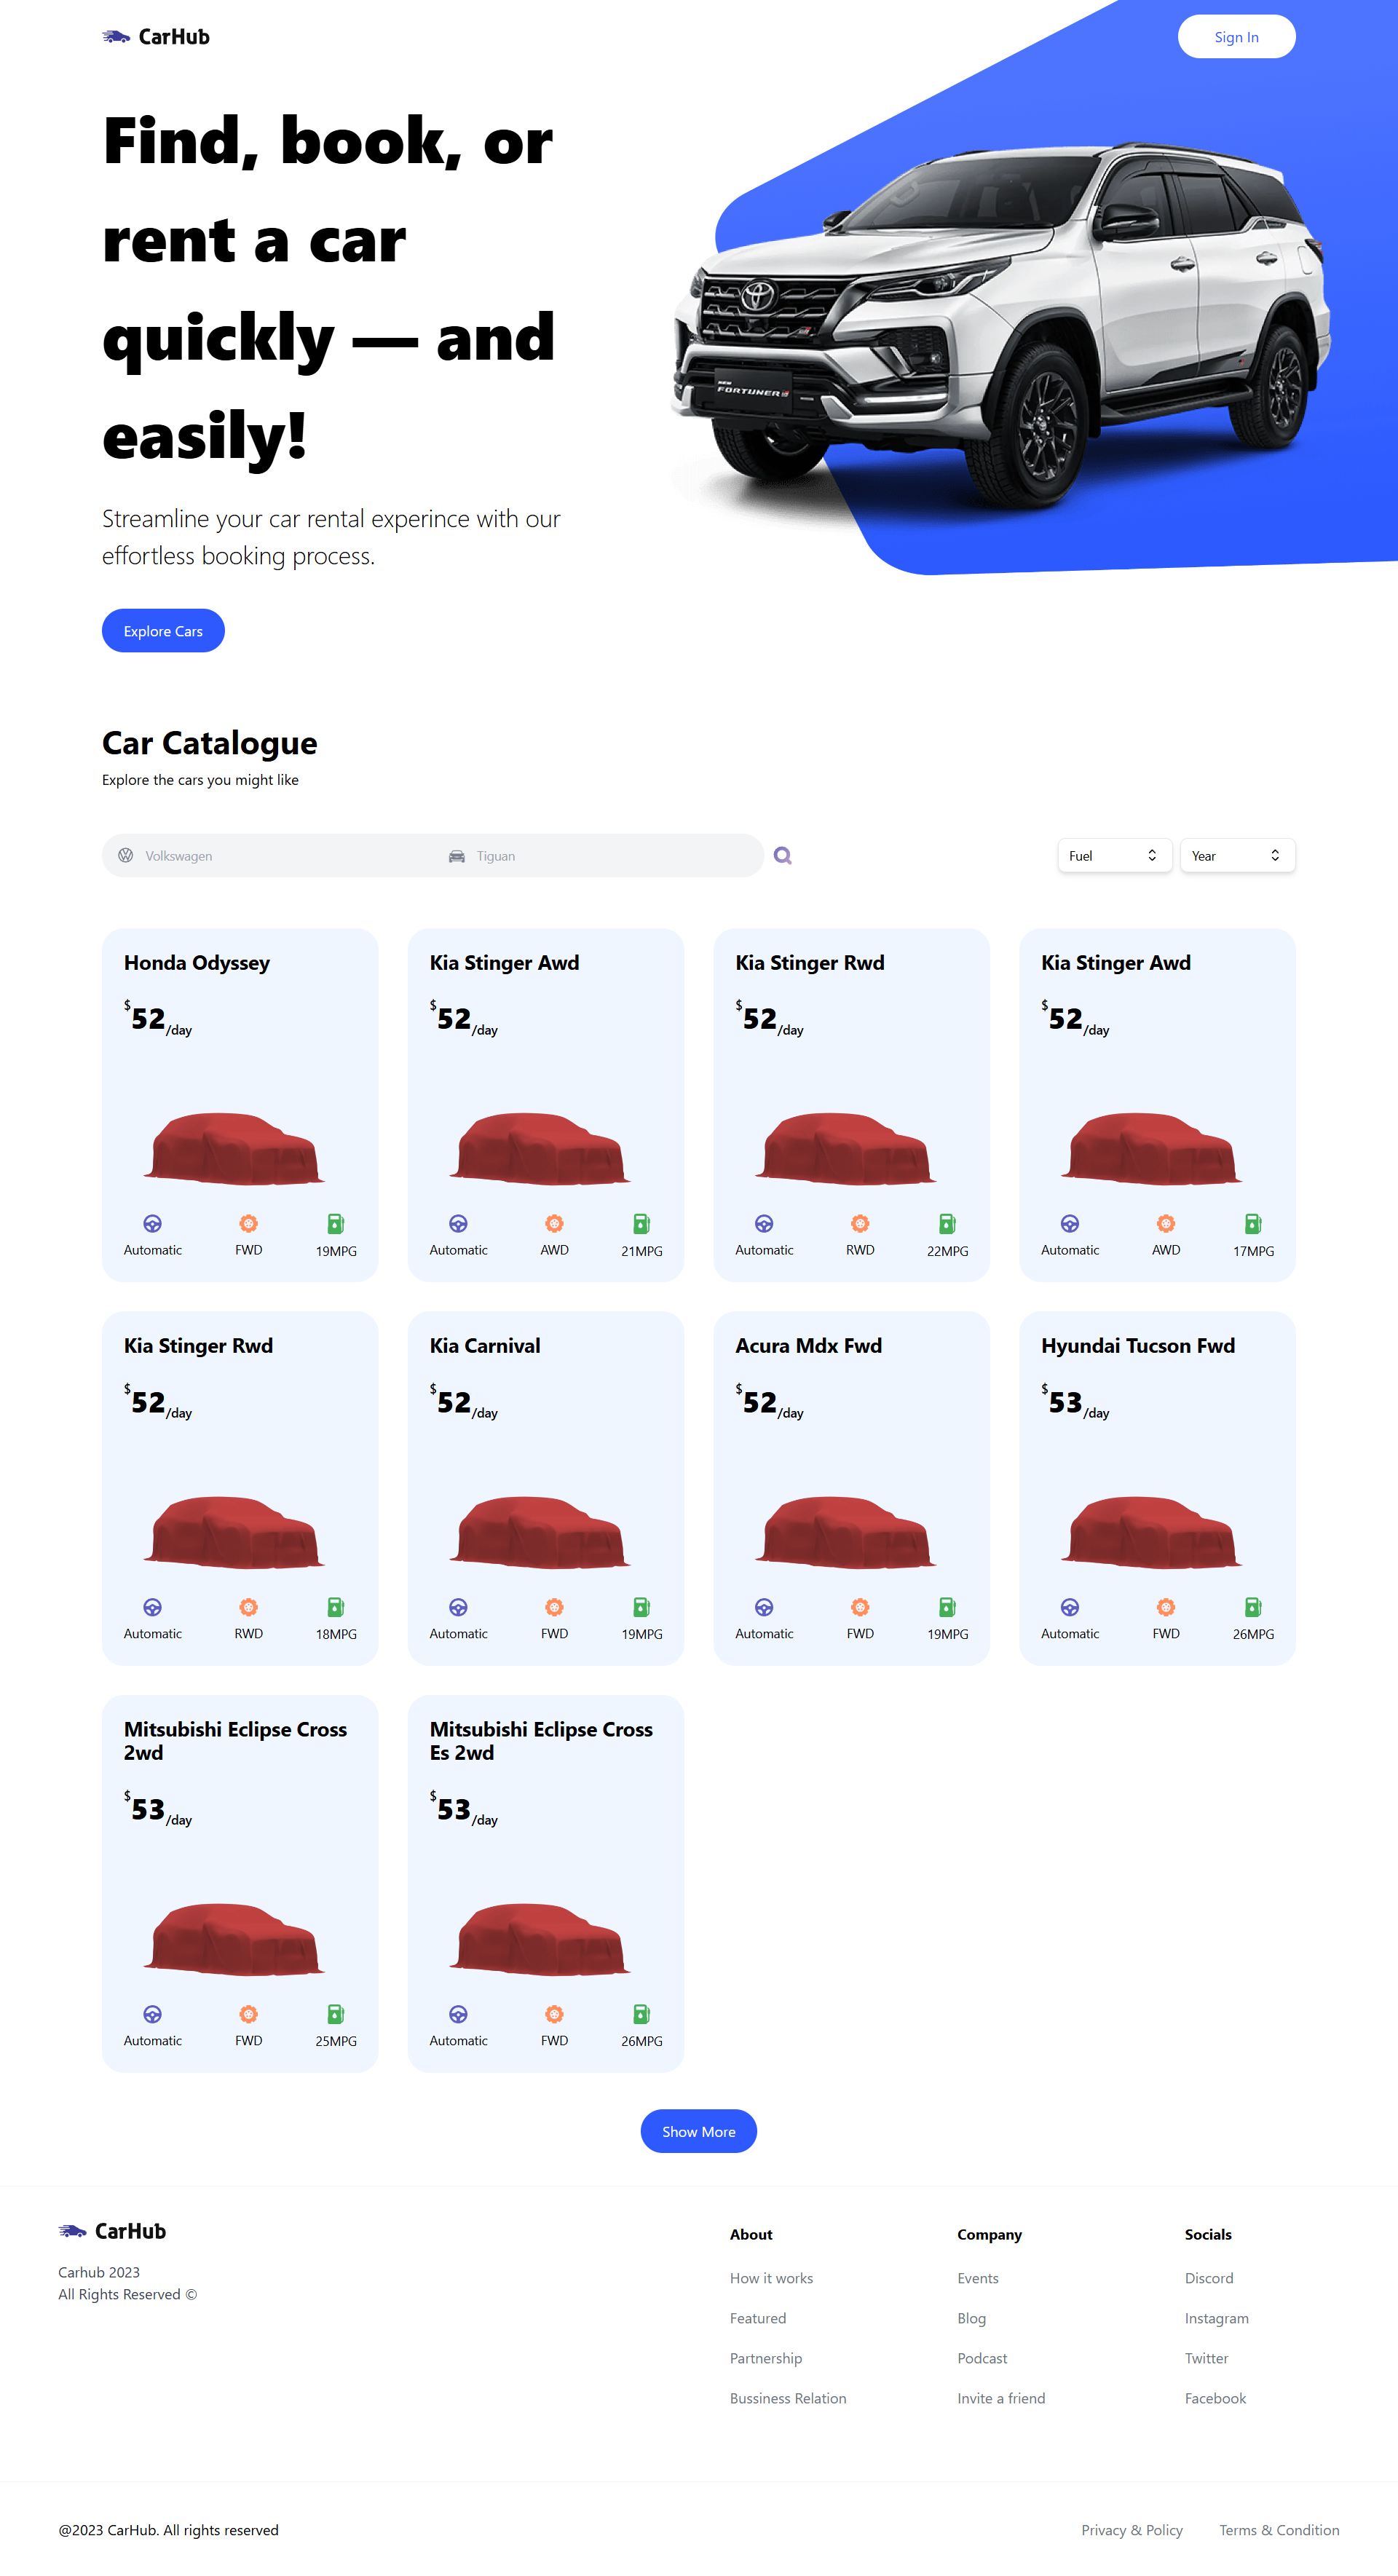 CarHub
Sign In
Find, book, or
rent a car
quickly — and
easily!
NEW
FORTUNER
Streamline your car rental experince with our
effortless booking process.
Explore Cars
Car Catalogue
Explore the cars you might like
Volkswagen
Tiguan
Fuel
Year
Honda Odyssey
$52/day
Automatic
FWD
19MPG
Kia Stinger Awd
$52/day
Automatic
AWD
21MPG
Kia Stinger Rwd
$52/day
Automatic
RWD
22MPG
Kia Stinger Awd
$52/day
Automatic
AWD
17MPG
Kia Stinger Rwd
$52/day
Automatic
RWD
18MPG
Kia Carnival
$52/day
Automatic
FWD
19MPG
Acura Mdx Fwd
$52/day
Automatic
FWD
19MPG
Hyundai Tucson Fwd
$53/day
Automatic
FWD
26MPG
Mitsubishi Eclipse Cross
2wd
$53/day
Automatic
FWD
25MPG
Mitsubishi Eclipse Cross
Es 2wd
$53/day
Automatic
FWD
26MPG
Show More
CarHub
Carhub 2023
All Rights Reserved ©
About
How it works
Featured
Partnership
Bussiness Relation
Company
Events
Blog
Podcast
Invite a friend
Socials
Discord
Instagram
Twitter
Facebook
@2023 CarHub. All rights reserved
Privacy & Policy
Terms & Condition